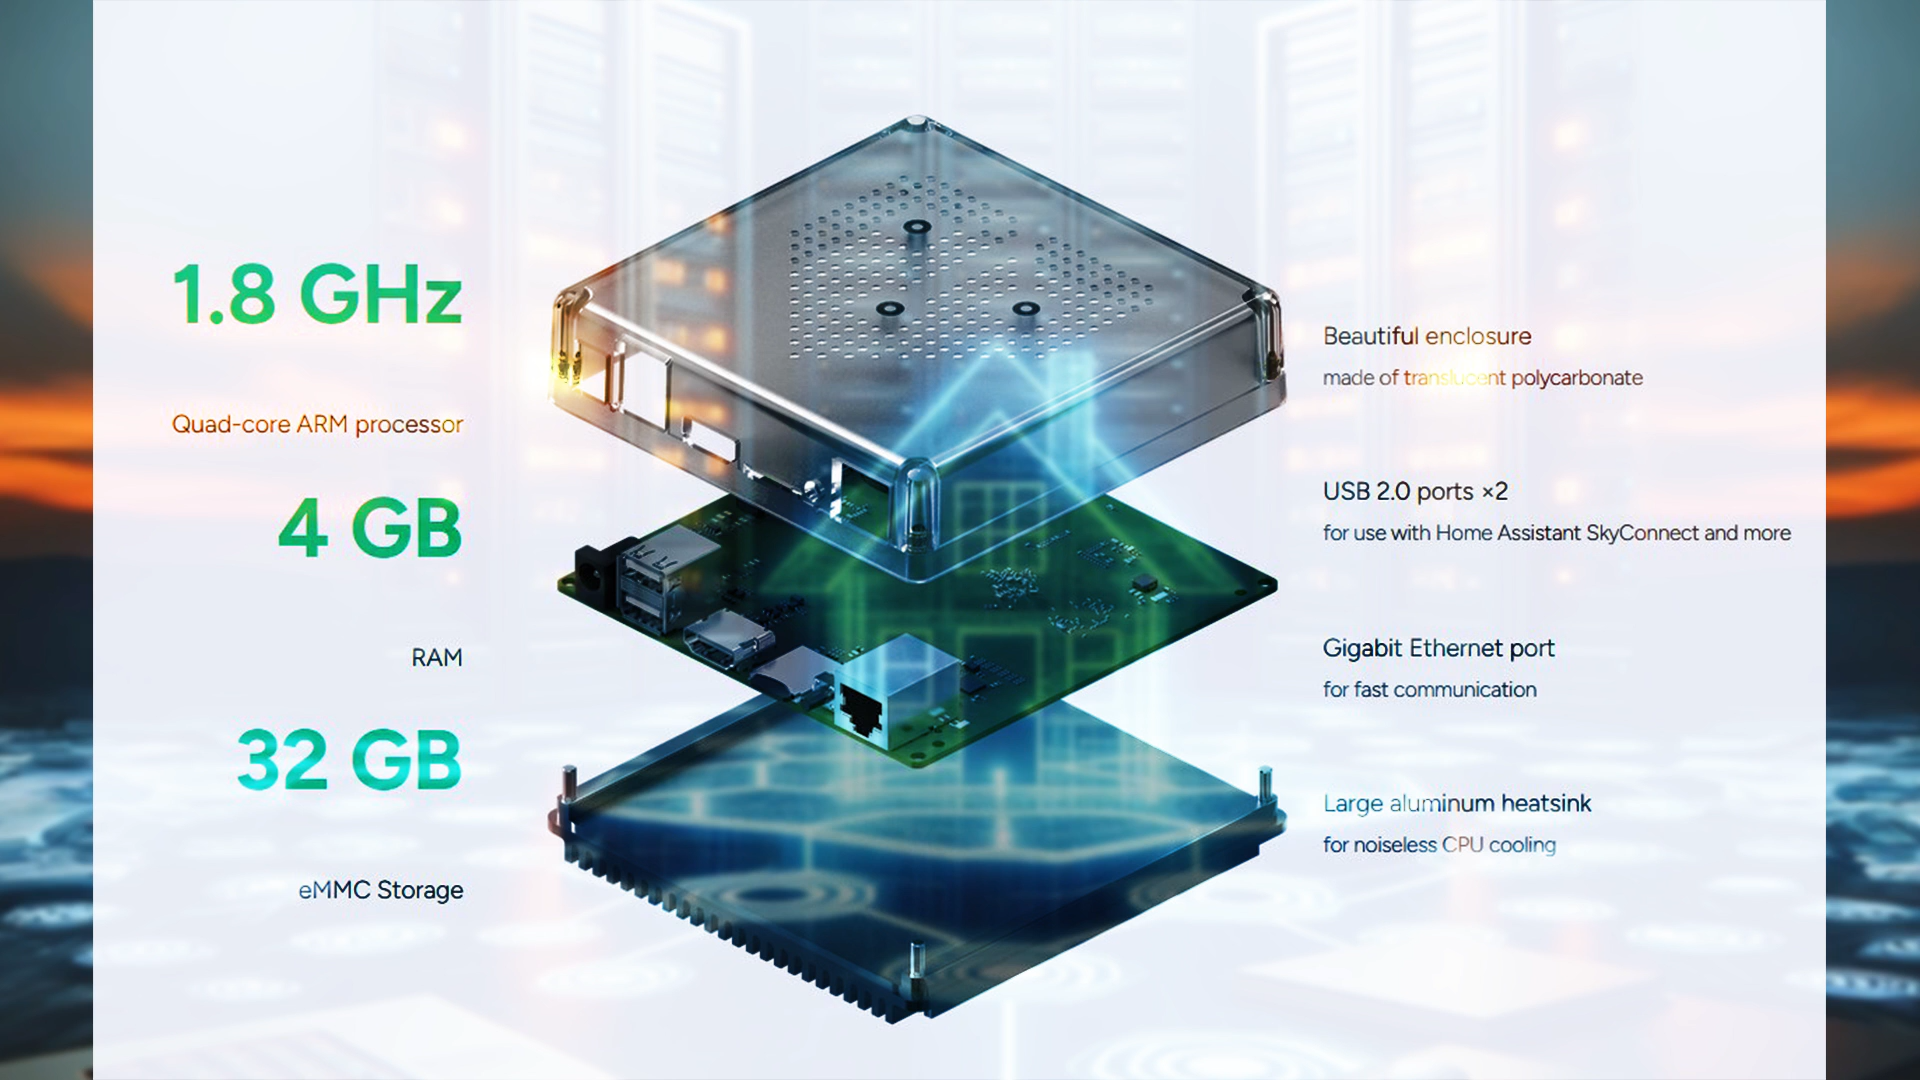 1.8 GHz
Quad-core ARM processor
4 GB
RAM
32 GB
eMMC Storage
Beautiful enclosure
made of translucent polycarbonate
USB 2.0 ports ×2
for use with Home Assistant SkyConnect and more
Gigabit Ethernet port
for fast communication
Large aluminum heatsink
for noiseless CPU cooling